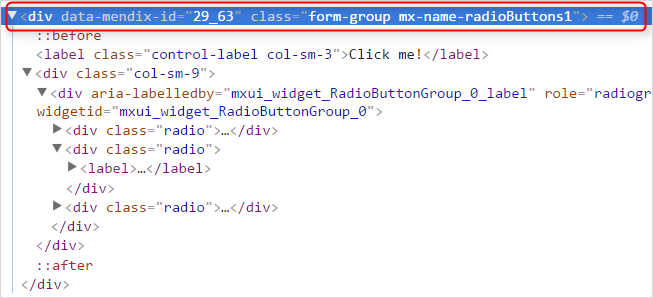 ▼<div data-mendix-id="29_63" class="form-group mx-name-radioButtons1"> == $0
::before
<label class="control-label col-sm-3">Click me!</label>
▼<div class="col-sm-9">
▼<div aria-labelledby="mxui_widget_RadioButtonGroup_0_label" role="radiogr
widgetid="mxui_widget_RadioButtonGroup_0">
▶<div class="radio">…</div>
▼<div class="radio">
▶<label>…</label>
</div>
▶<div class="radio">…</div>
</div>
</div>
::after
</div>